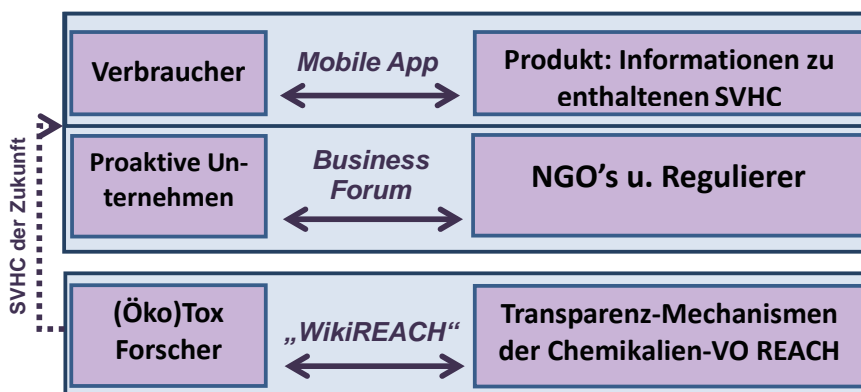 Verbraucher
Mobile App
Produkt: Informationen zu
enthaltenen SVHC
Proaktive Un-
ternehmen
Business
Forum
NGO’s u. Regulierer
SVHC der Zukunft
(Öko)Tox
Forscher
„WikiREACH“
Transparenz-Mechanismen
der Chemikalien-VO REACH